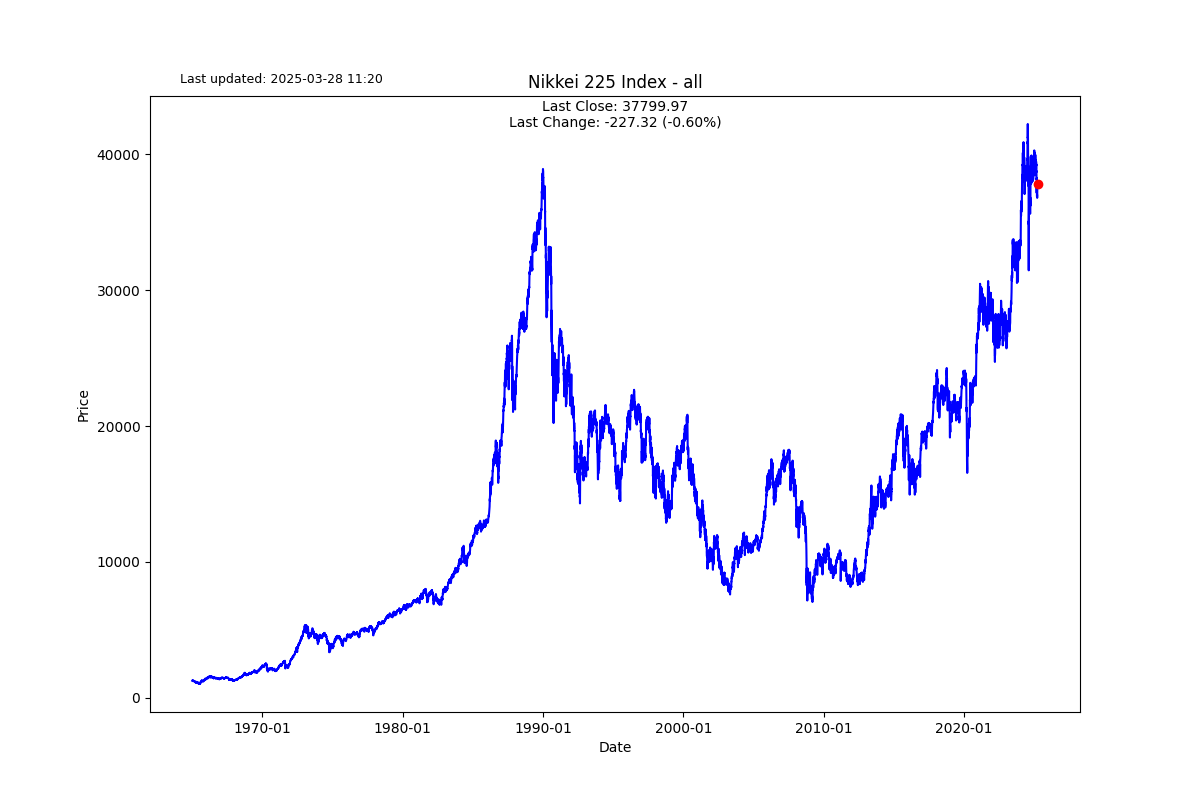 Last updated: 2025-03-28 11:20
Nikkei 225 Index - all
Last Close: 37799.97
Last Change: -227.32 (-0.60%)
40000
30000
20000
10000
0
Price
1970-01
1980-01
1990-01
2000-01
2010-01
2020-01
Date